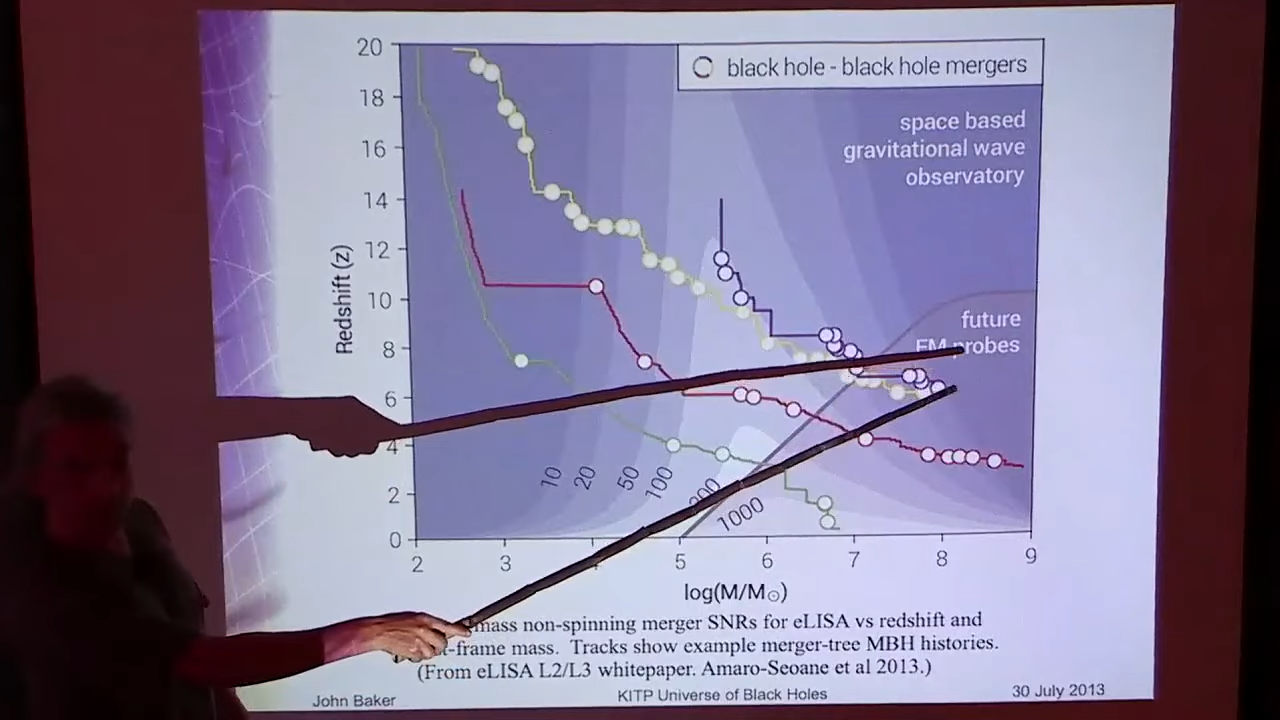 20
18
16
14
12
10
8
6
4
2
0
Redshift (z)
black hole - black hole mergers
space based
gravitational wave
observatory
future
EM probes
10
20
50
100
200
1000
2
3
5
6
7
8
9
log(M/M☉)
mass non-spinning merger SNRs for eLISA vs redshift and
-frame mass. Tracks show example merger-tree MBH histories.
(From eLISA L2/L3 whitepaper. Amaro-Seoane et al 2013.)
John Baker
KITP Universe of Black Holes
30 July 2013